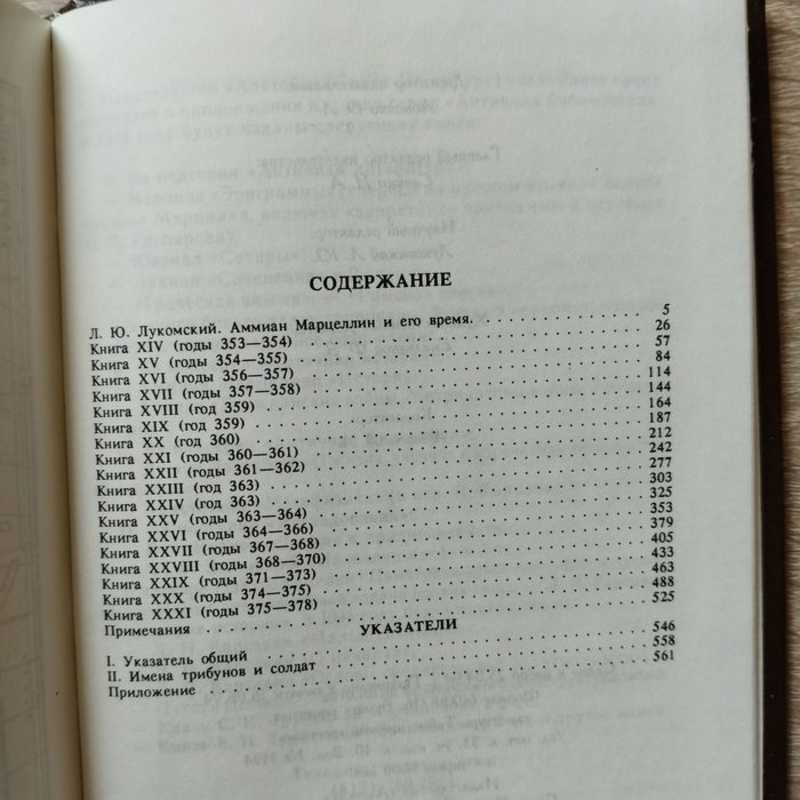 СОДЕРЖАНИЕ
Л. Ю. Лукомский. Аммиан Марцеллин и его время. 5
Книга XIV (годы 353—354) 26
Книга XV (годы 354—355) 57
Книга XVI (годы 356—357) 84
Книга XVII (годы 357—358) 114
Книга XVIII (год 359) 144
Книга XIX (год 359) 164
Книга XX (год 360) 187
Книга XXI (годы 360—361) 212
Книга XXII (годы 361—362) 242
Книга XXIII (год 363) 277
Книга XXIV (год 363) 303
Книга XXV (годы 363—364) 325
Книга XXVI (годы 364—366) 353
Книга XXVII (годы 367—368) 379
Книга XXVIII (годы 368—370) 405
Книга XXIX (годы 371—373) 433
Книга XXX (годы 374—375) 463
Книга XXXI (годы 375—378) 488
Примечания 525
УКАЗАТЕЛИ
I. Указатель общий 546
II. Имена трибунов и солдат 558
Приложение 561